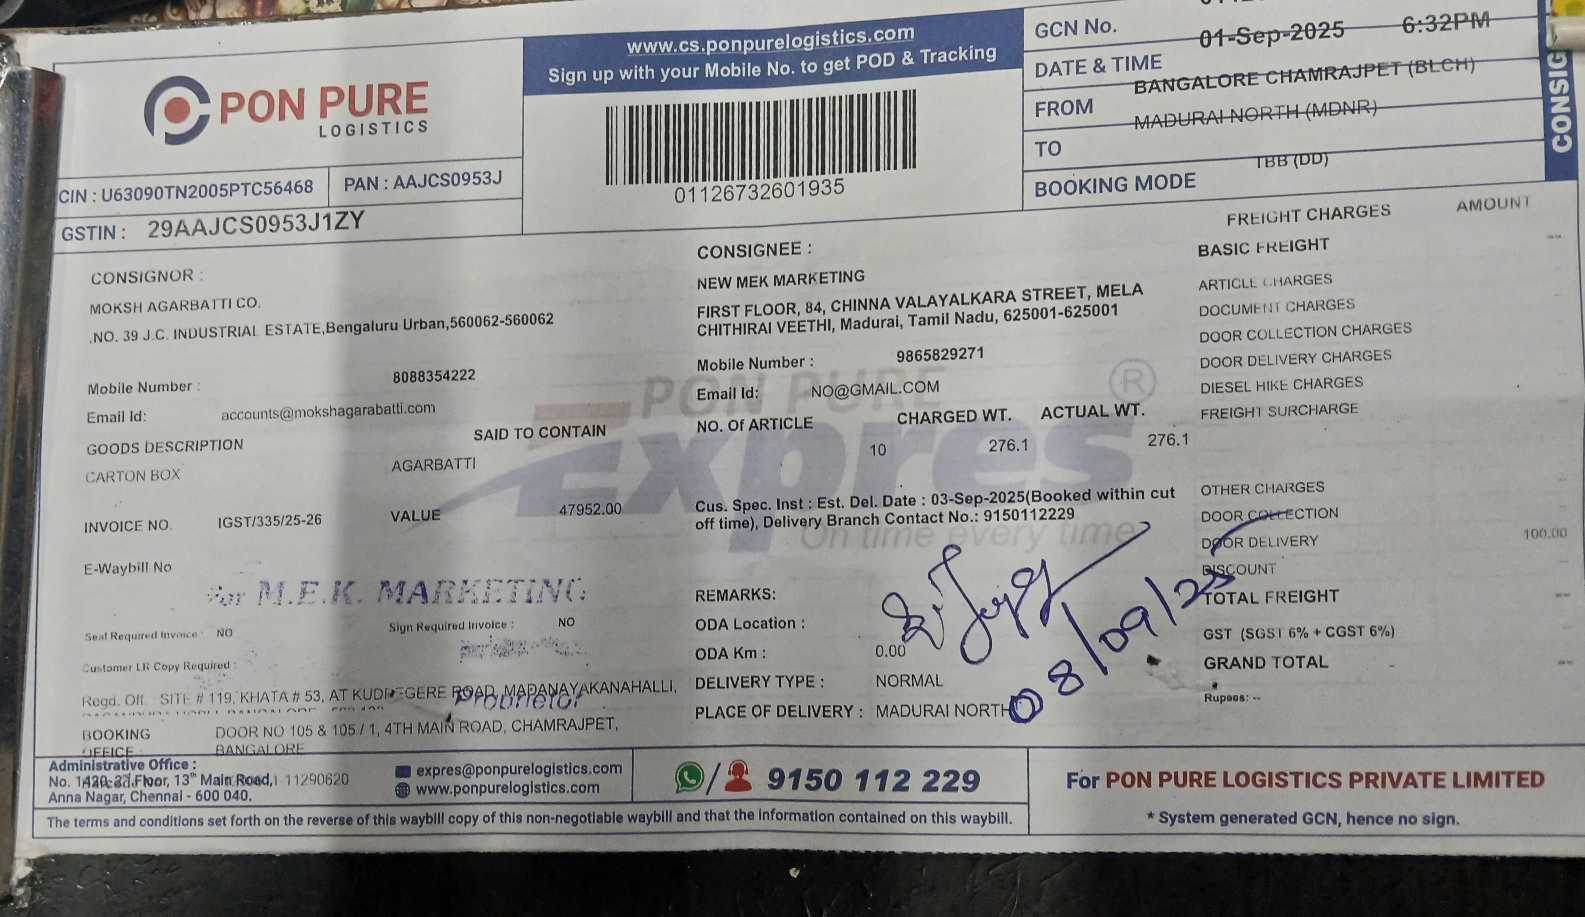 PON PURE
LOGISTICS
CIN : U63090TN2005PTC56468
PAN : AAJCS0953J
GSTIN : 29AAJCS0953J1ZY
www.cs.ponpurelogistics.com
Sign up with your Mobile No. to get POD & Tracking
01126732601935
GCN No.
01-Sep-2025 6:32PM
DATE & TIME
BANGALORE CHAMRAJPET (BLCH)
FROM
MADURAI NORTH (MDNR)
TO
TBB (DD)
BOOKING MODE
CONSIG
CONSIGNOR :
MOKSH AGARBATTI CO.
.NO. 39 J.C. INDUSTRIAL ESTATE,Bengaluru Urban,560062-560062
Mobile Number : 8088354222
Email Id: accounts@mokshagarabatti.com
GOODS DESCRIPTION
SAID TO CONTAIN
CARTON BOX
AGARBATTI
INVOICE NO. IGST/335/25-26
VALUE 47952.00
E-Waybill No
For M.E.K. MARKETING
Seal Required Invoice : NO
Sign Required Invoice : NO
Customer LR Copy Required :
Proprietor
Regd. Off. SITE # 119, KHATA # 53, AT KUDREGERE ROAD, MADANAYAKANAHALLI,
BOOKING OFFICE :
DOOR NO 105 & 105 / 1, 4TH MAIN ROAD, CHAMRAJPET,
BANGALORE
CONSIGNEE :
NEW MEK MARKETING
FIRST FLOOR, 84, CHINNA VALAYALKARA STREET, MELA
CHITHIRAI VEETHI, Madurai, Tamil Nadu, 625001-625001
Mobile Number : 9865829271
Email Id: NO@GMAIL.COM
PON PURE
Expres
®
On time every time
NO. Of ARTICLE CHARGED WT. ACTUAL WT.
10 276.1 276.1
Cus. Spec. Inst : Est. Del. Date : 03-Sep-2025(Booked within cut
off time), Delivery Branch Contact No.: 9150112229
REMARKS:
ODA Location :
ODA Km : 0.00
DELIVERY TYPE : NORMAL
PLACE OF DELIVERY : MADURAI NORTH
08/09/25
FREIGHT CHARGES AMOUNT
BASIC FREIGHT --
ARTICLE CHARGES
DOCUMENT CHARGES
DOOR COLLECTION CHARGES
DOOR DELIVERY CHARGES
DIESEL HIKE CHARGES
FREIGHT SURCHARGE
OTHER CHARGES
DOOR COLLECTION
DOOR DELIVERY 100.00
DISCOUNT
TOTAL FREIGHT --
GST (SGST 6% + CGST 6%)
GRAND TOTAL --
Rupees: --
Administrative Office :
No. 1420, 13th Main Road,
11290620
Anna Nagar, Chennai - 600 040.
expres@ponpurelogistics.com
www.ponpurelogistics.com
/ 9150 112 229
For PON PURE LOGISTICS PRIVATE LIMITED
The terms and conditions set forth on the reverse of this waybill copy of this non-negotiable waybill and that the information contained on this waybill.
* System generated GCN, hence no sign.